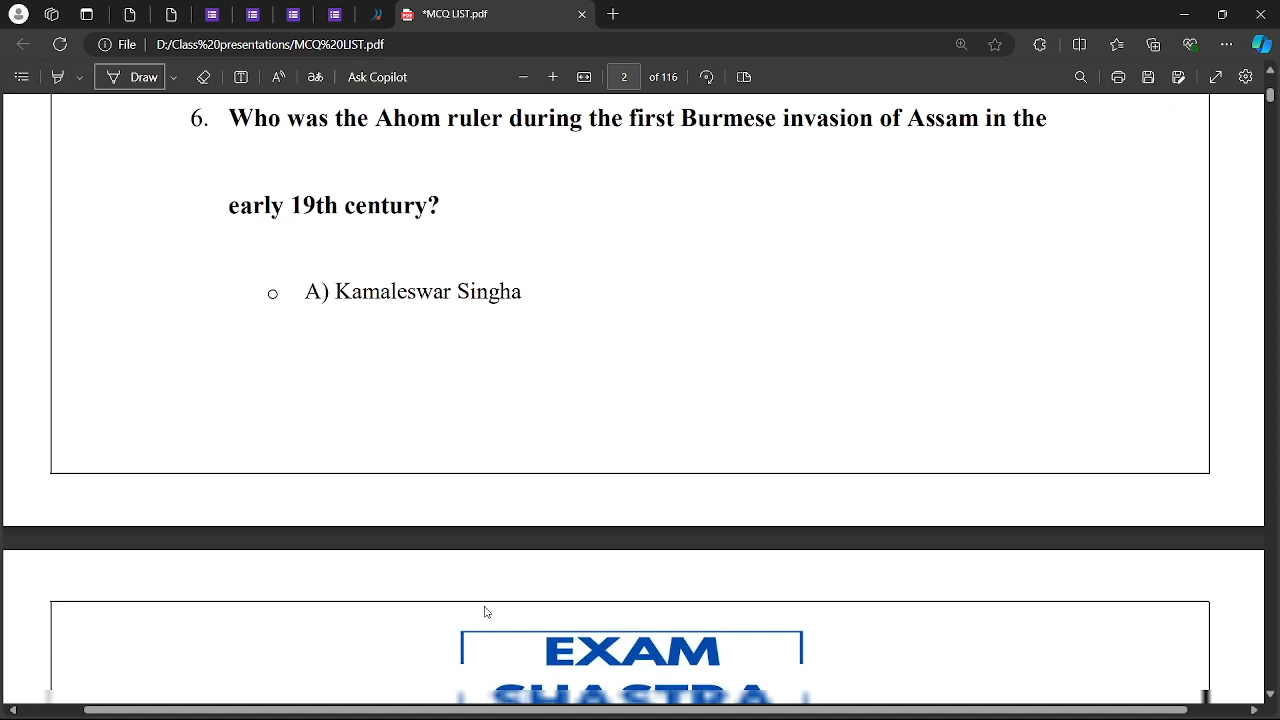 *MCQ LIST.pdf
File
D:/Class%20presentations/MCQ%20LIST.pdf
Draw
Ask Copilot
2 of 116
6. Who was the Ahom ruler during the first Burmese invasion of Assam in the
early 19th century?
o A) Kamaleswar Singha
EXAM
SHASTRA